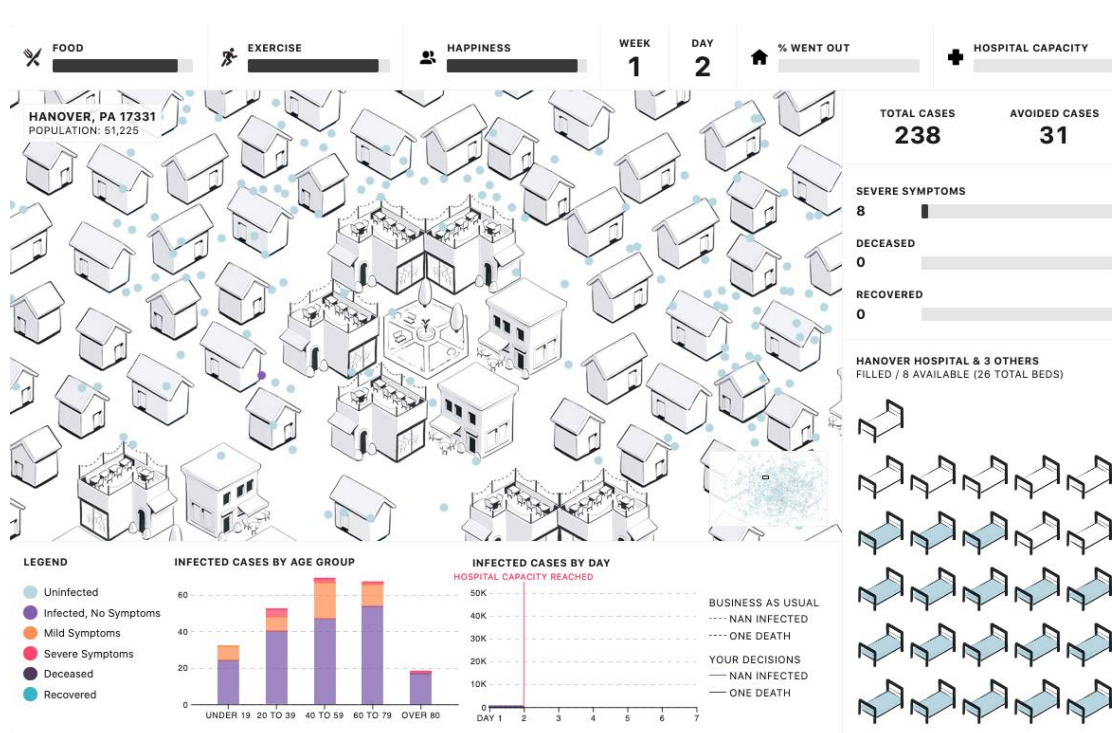 FOOD
EXERCISE
HAPPINESS
WEEK
1
DAY
2
% WENT OUT
HOSPITAL CAPACITY
HANOVER, PA 17331
POPULATION: 51,225
TOTAL CASES
238
AVOIDED CASES
31
SEVERE SYMPTOMS
8
DECEASED
0
RECOVERED
0
HANOVER HOSPITAL & 3 OTHERS
FILLED / 8 AVAILABLE (26 TOTAL BEDS)
LEGEND
Uninfected
Infected, No Symptoms
Mild Symptoms
Severe Symptoms
Deceased
Recovered
INFECTED CASES BY AGE GROUP
60
40
20
0
UNDER 19 20 TO 39 40 TO 59 60 TO 79 OVER 80
INFECTED CASES BY DAY
HOSPITAL CAPACITY REACHED
50K
40K
30K
20K
10K
0
DAY 1 2 3 4 5 6 7
BUSINESS AS USUAL
NAN INFECTED
ONE DEATH
YOUR DECISIONS
NAN INFECTED
ONE DEATH